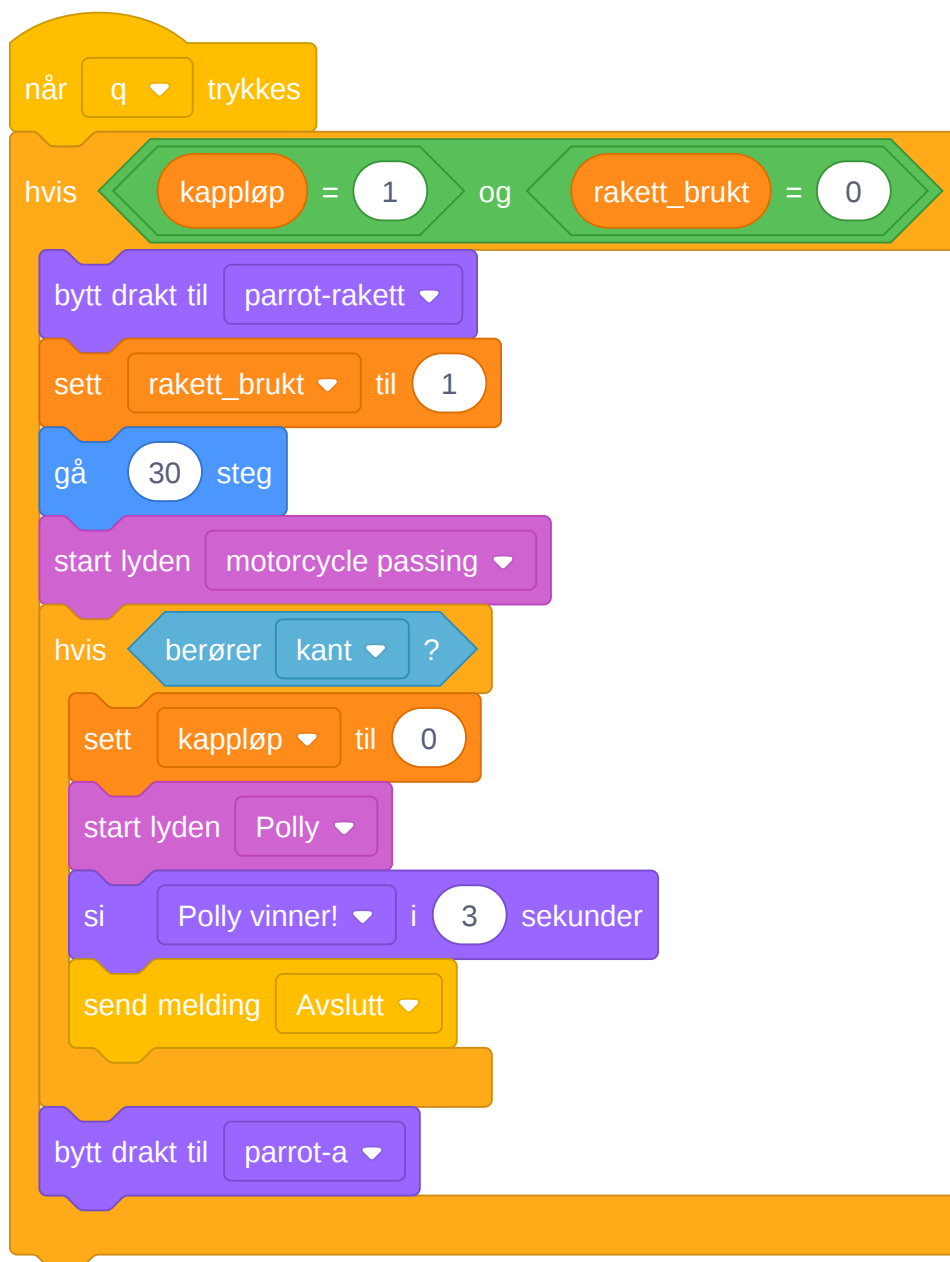 når q trykkes
hvis kappløp = 1 og rakett_brukt = 0
bytt drakt til parrot-rakett
sett rakett_brukt til 1
gå 30 steg
start lyden motorcycle passing
hvis berører kant ?
sett kappløp til 0
start lyden Polly
si Polly vinner! i 3 sekunder
send melding Avslutt
bytt drakt til parrot-a